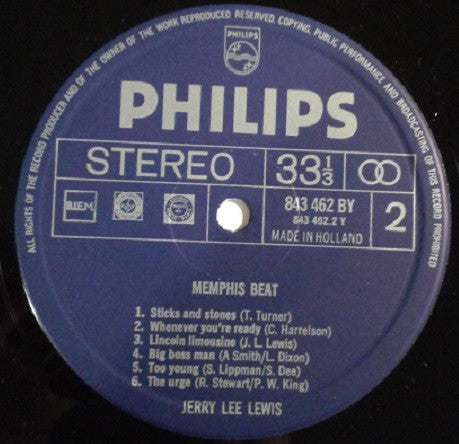 ALL RIGHTS OF THE RECORD PRODUCER AND OF THE OWNER OF THE WORK REPRODUCED RESERVED. COPYING, PUBLIC PERFORMANCE AND BROADCASTING OF THIS RECORD PROHIBITED
PHILIPS
PHILIPS
STEREO 33⅓
BIEM
843 462 BY
843 462.2 Y
2
MADE IN HOLLAND
MEMPHIS BEAT
1. Sticks and stones (T. Turner)
2. Whenever you're ready (C. Harrelson)
3. Lincoln limousine (J. L. Lewis)
4. Big boss man (A Smith/L. Dixon)
5. Too young (S. Lippman/S. Dee)
6. The urge (R. Stewart/P. W. King)
JERRY LEE LEWIS